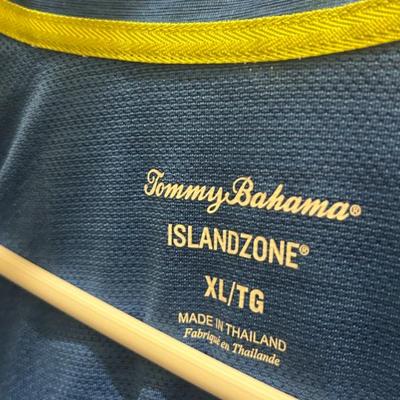 Tommy Bahama®
ISLANDZONE®
XL/TG
MADE IN THAILAND
Fabriqué en Thaïlande